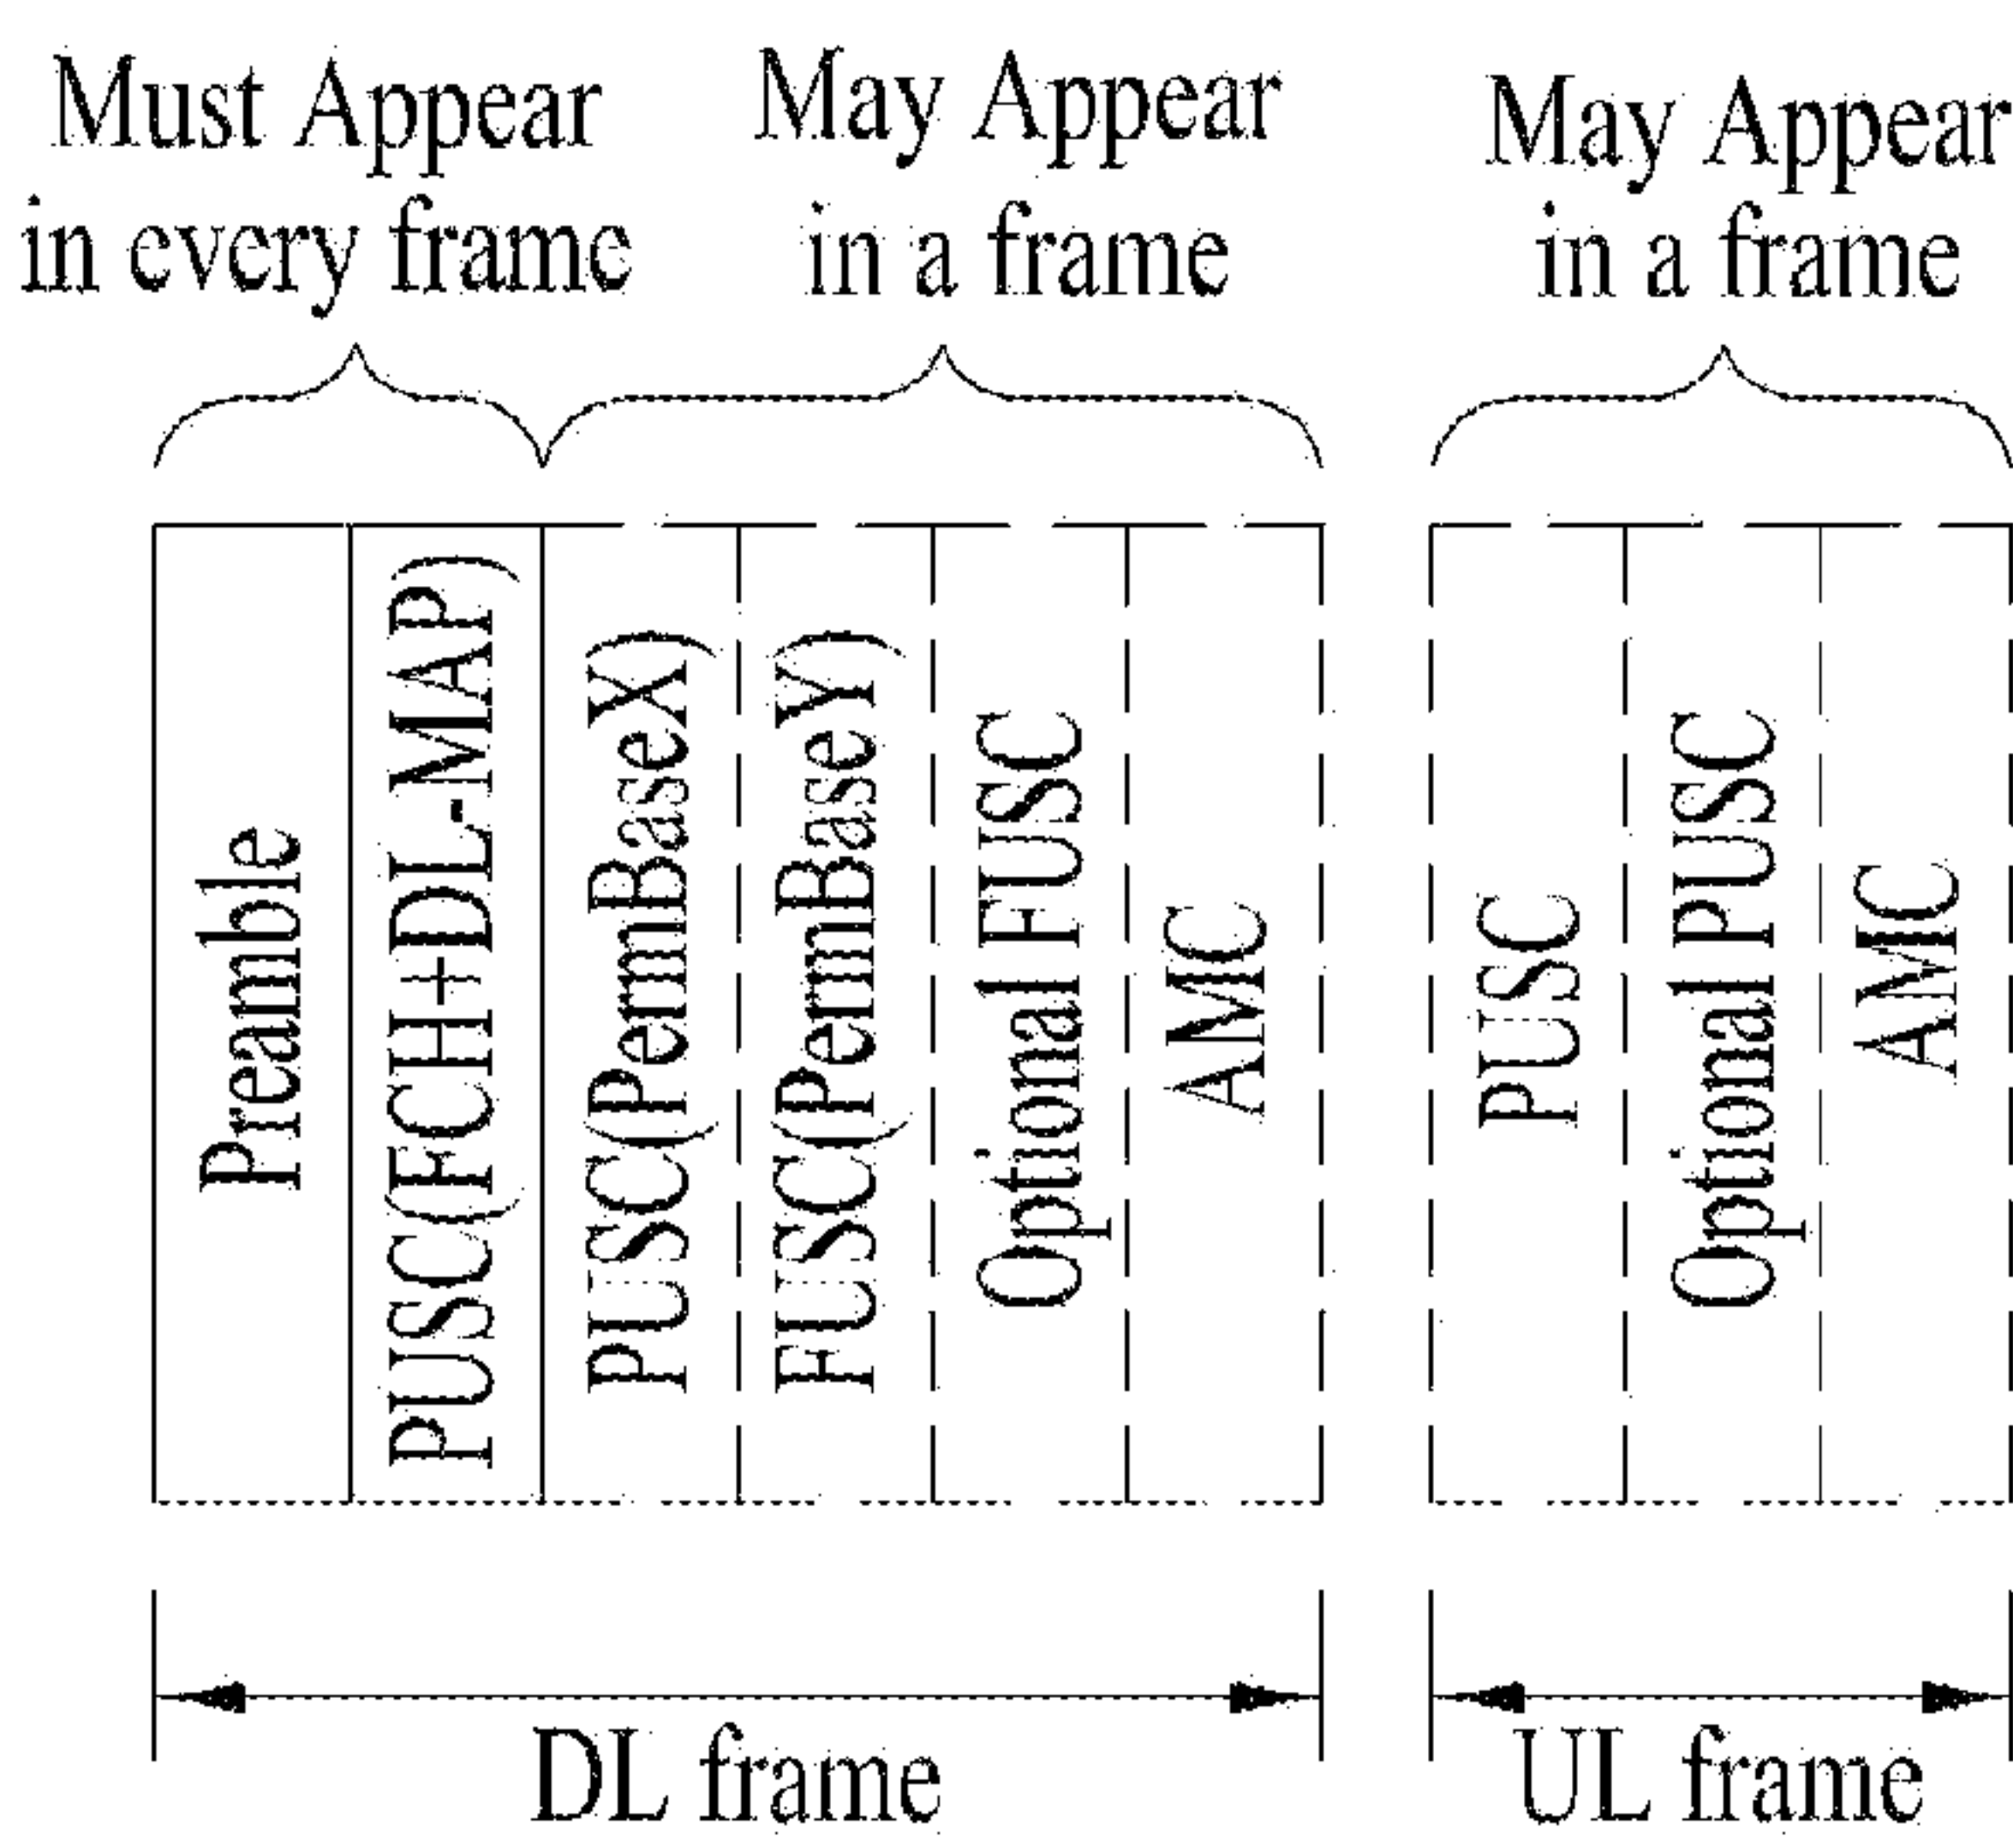 Must Appear
in every frame
May Appear
in a frame
May Appear
in a frame
Preamble
PUSC(FCH+DL-MAP)
PUSC(PermBaseX)
FUSC(PermBaseY)
Optional FUSC
AMC
PUSC
Optional PUSC
AMC
DL frame
UL frame